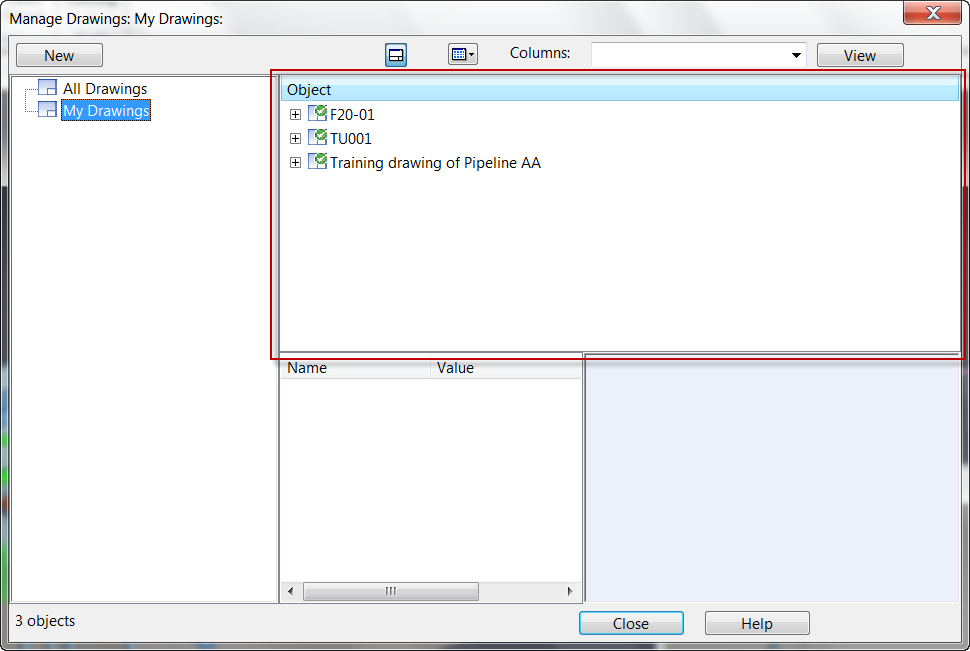 Manage Drawings: My Drawings:
New
Columns:
View
All Drawings
My Drawings
Object
F20-01
TU001
Training drawing of Pipeline AA
Name Value
3 objects
Close
Help